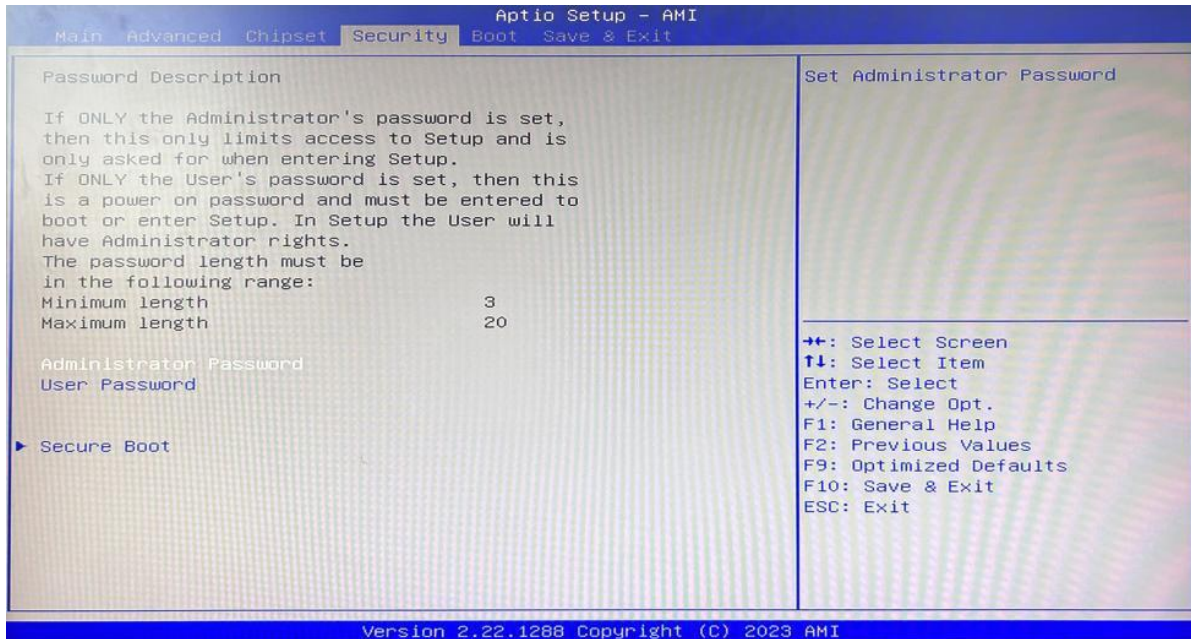 Aptio Setup - AMI
Main Advanced Chipset Security Boot Save & Exit
Password Description
If ONLY the Administrator's password is set,
then this only limits access to Setup and is
only asked for when entering Setup.
If ONLY the User's password is set, then this
is a power on password and must be entered to
boot or enter Setup. In Setup the User will
have Administrator rights.
The password length must be
in the following range:
Minimum length 3
Maximum length 20
Administrator Password
User Password
► Secure Boot
Set Administrator Password
→←: Select Screen
↑↓: Select Item
Enter: Select
+/-: Change Opt.
F1: General Help
F2: Previous Values
F9: Optimized Defaults
F10: Save & Exit
ESC: Exit
Version 2.22.1288 Copyright (C) 2023 AMI